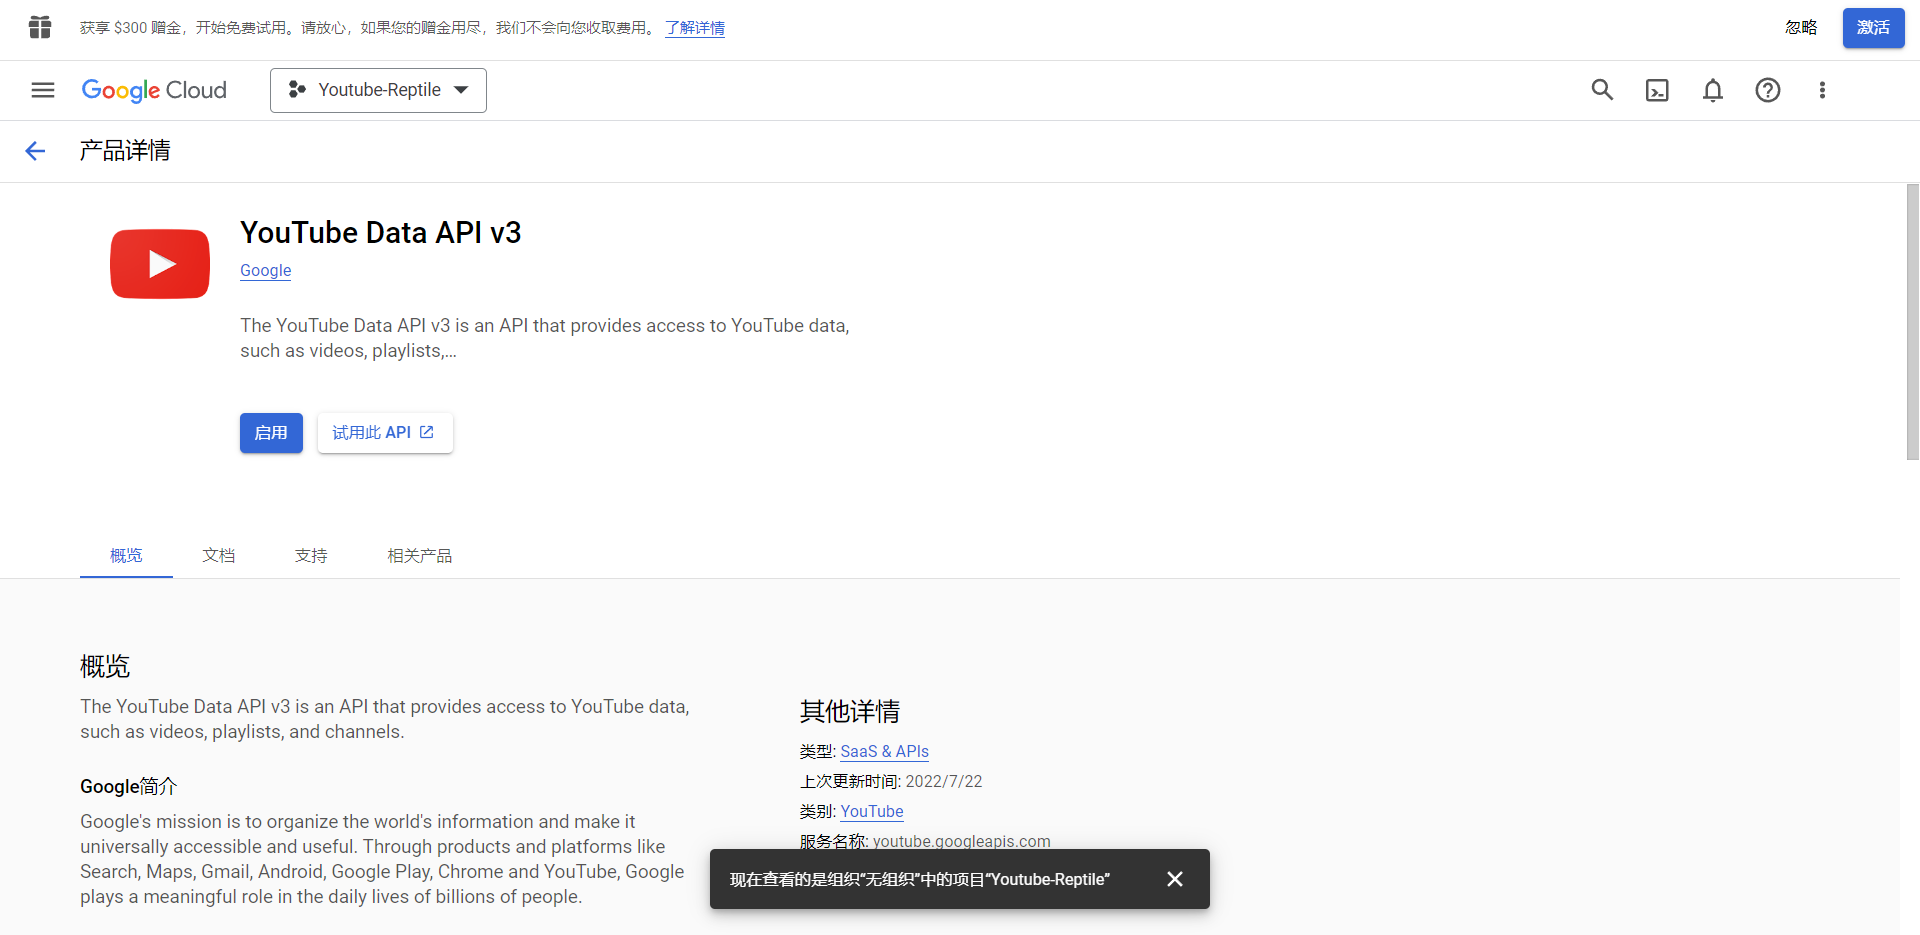 获享 $300 赠金，开始免费试用。请放心，如果您的赠金用尽，我们不会向您收取费用。 了解详情
忽略
激活
Google Cloud
Youtube-Reptile
产品详情
YouTube Data API v3
Google
The YouTube Data API v3 is an API that provides access to YouTube data,
such as videos, playlists,...
启用
试用此 API
概览
文档
支持
相关产品
概览
The YouTube Data API v3 is an API that provides access to YouTube data,
such as videos, playlists, and channels.
Google简介
Google's mission is to organize the world's information and make it
universally accessible and useful. Through products and platforms like
Search, Maps, Gmail, Android, Google Play, Chrome and YouTube, Google
plays a meaningful role in the daily lives of billions of people.
其他详情
类型: SaaS & APIs
上次更新时间: 2022/7/22
类别: YouTube
服务名称: youtube.googleapis.com
现在查看的是组织“无组织”中的项目“Youtube-Reptile”